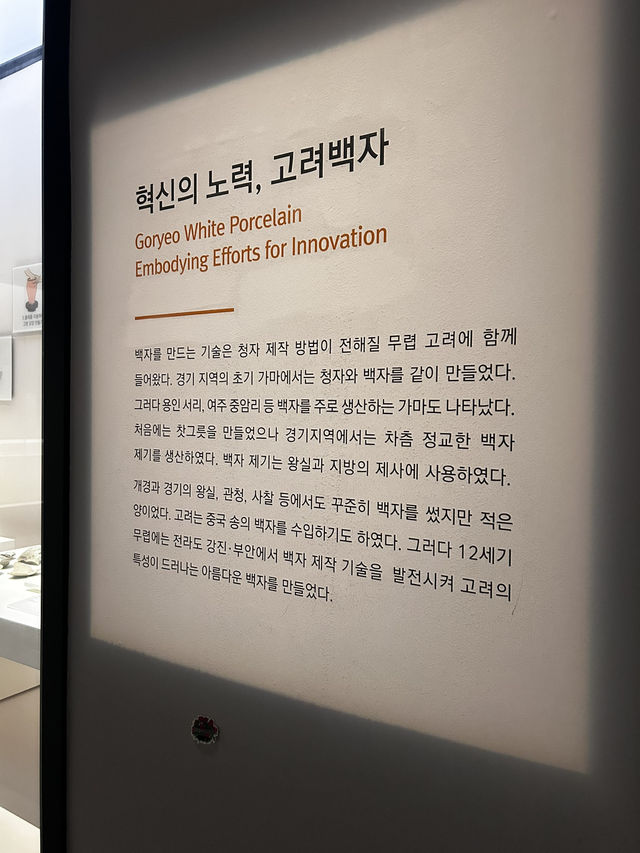 혁신의 노력, 고려백자
Goryeo White Porcelain
Embodying Efforts for Innovation
백자를 만드는 기술은 청자 제작 방법이 전해질 무렵 고려에 함께
들어왔다. 경기 지역의 초기 가마에서는 청자와 백자를 같이 만들었다.
그러다 용인 서리, 여주 중암리 등 백자를 주로 생산하는 가마도 나타났다.
처음에는 찻그릇을 만들었으나 경기지역에서는 차츰 정교한 백자
제기를 생산하였다. 백자 제기는 왕실과 지방의 제사에 사용하였다.
개경과 경기의 왕실, 관청, 사찰 등에서도 꾸준히 백자를 썼지만 적은
양이었다. 고려는 중국 송의 백자를 수입하기도 하였다. 그러다 12세기
무렵에는 전라도 강진·부안에서 백자 제작 기술을 발전시켜 고려의
특성이 드러나는 아름다운 백자를 만들었다.